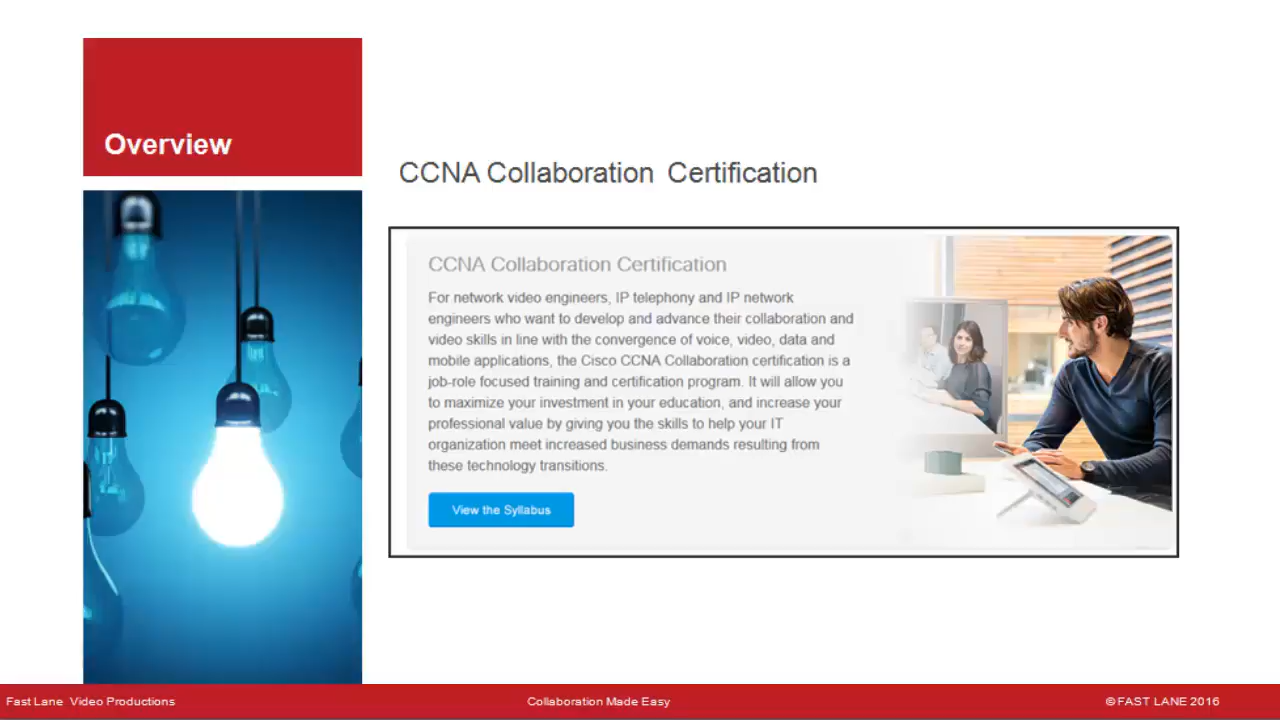 Overview
CCNA Collaboration Certification
CCNA Collaboration Certification
For network video engineers, IP telephony and IP network
engineers who want to develop and advance their collaboration and
video skills in line with the convergence of voice, video, data and
mobile applications, the Cisco CCNA Collaboration certification is a
job-role focused training and certification program. It will allow you
to maximize your investment in your education, and increase your
professional value by giving you the skills to help your IT
organization meet increased business demands resulting from
these technology transitions.
View the Syllabus
Fast Lane Video Productions
Collaboration Made Easy
© FAST LANE 2016